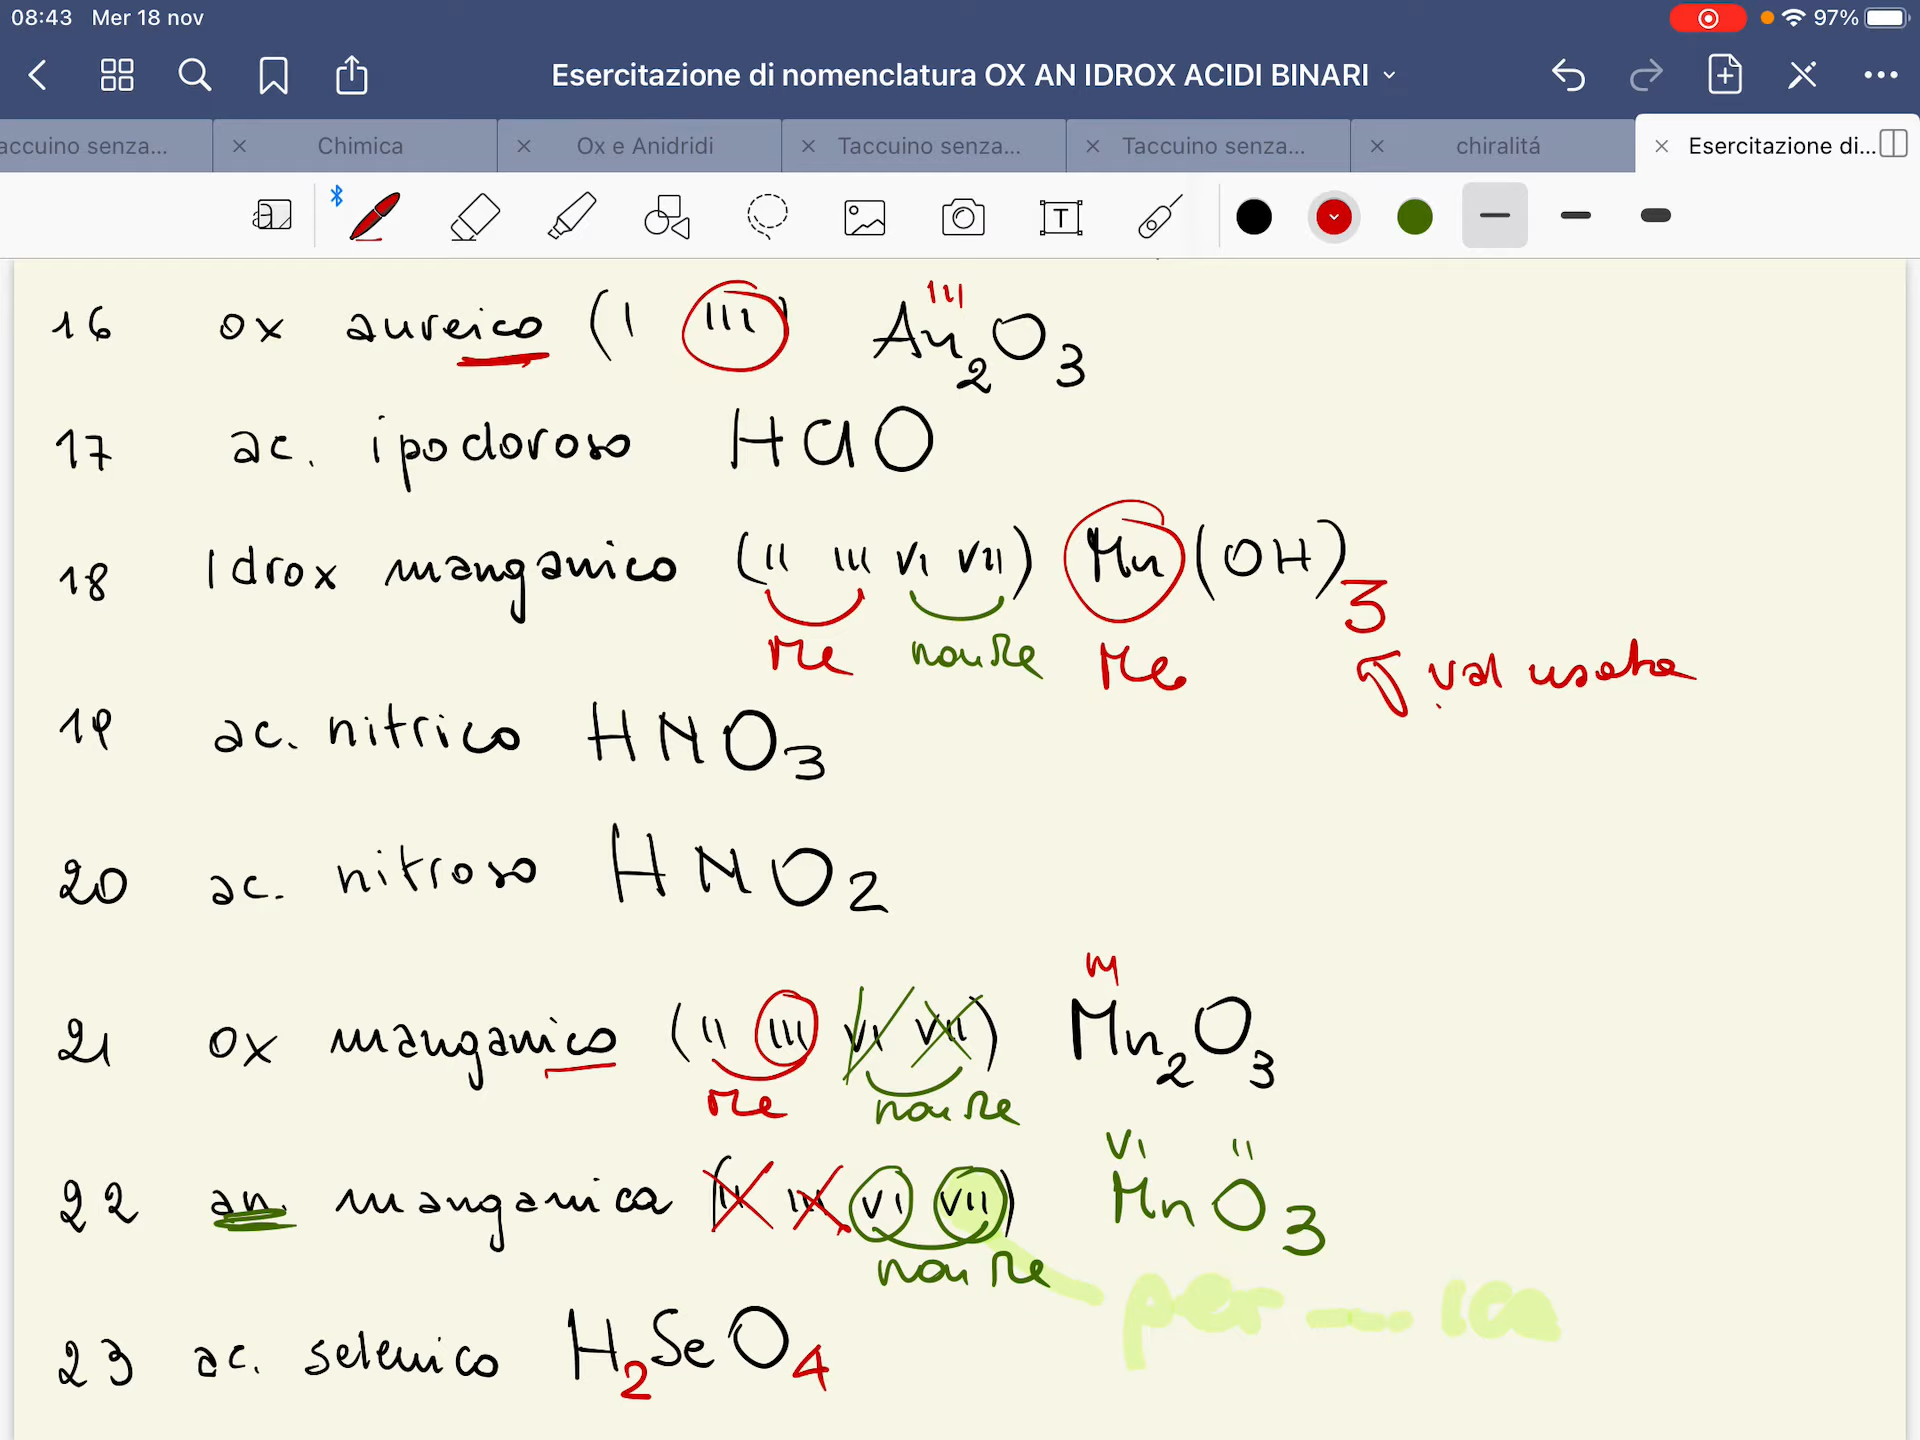 08:43 Mer 18 nov 97%
Esercitazione di nomenclatura OX AN IDROX ACIDI BINARI
accuino senza... Chimica Ox e Anidridi Taccuino senza... Taccuino senza... chiralitá Esercitazione di...
III
16 ox aureico (I III) Au2O3
17 ac. ipocloroso HClO
18 Idrox manganico (II III VI VII) Mn(OH)3
Me non Me Me val usata
19 ac. nitrico HNO3
20 ac. nitroso HNO2
III
21 ox manganico (II III VI VII) Mn2O3
Me non Me
VI II
22 an. manganica (II III VI VII) MnO3
non Me
per --- ica
23 ac. selenico H2SeO4